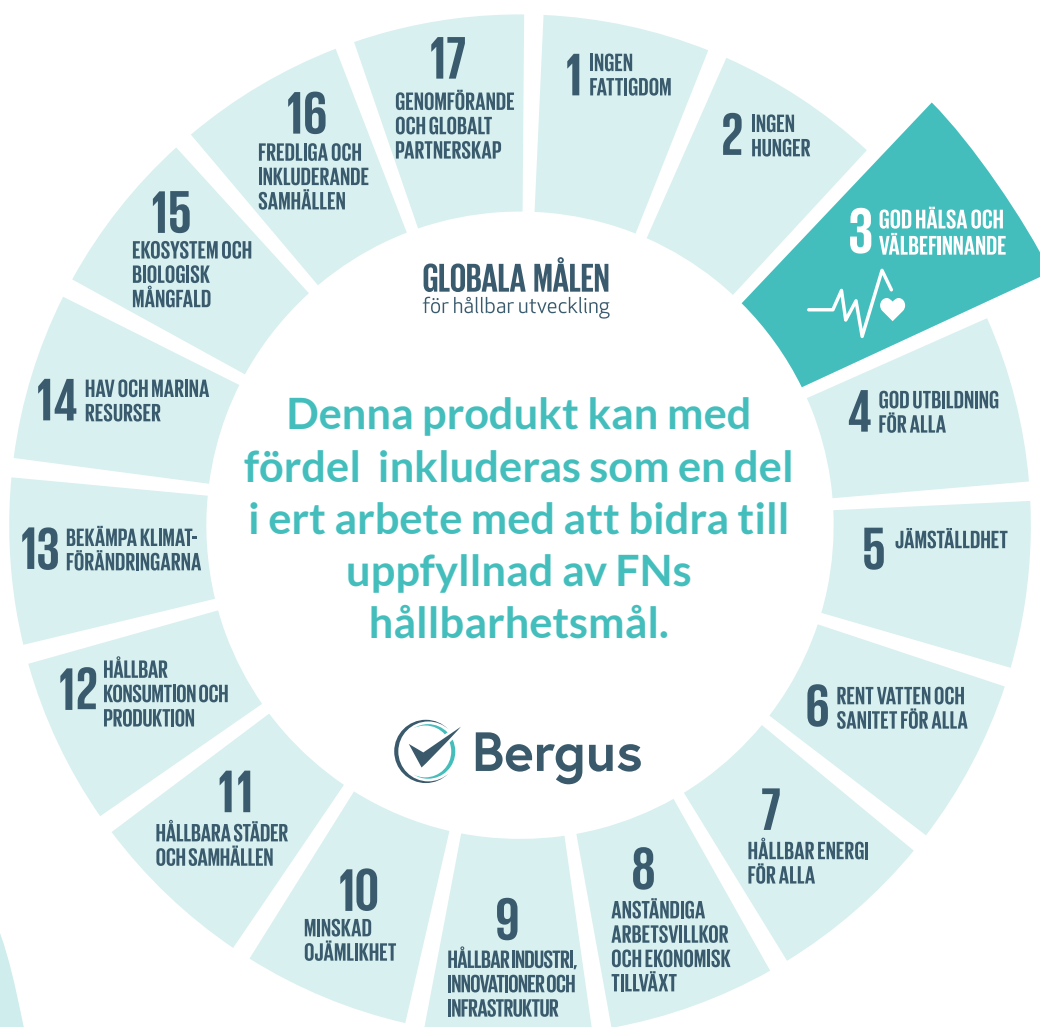 1 INGEN
FATTIGDOM
2 INGEN
HUNGER
3 GOD HÄLSA OCH
VÄLBEFINNANDE
4 GOD UTBILDNING
FÖR ALLA
5 JÄMSTÄLLDHET
6 RENT VATTEN OCH
SANITET FÖR ALLA
7
HÅLLBAR ENERGI
FÖR ALLA
8
ANSTÄNDIGA
ARBETSVILLKOR
OCH EKONOMISK
TILLVÄXT
9
HÅLLBAR INDUSTRI,
INNOVATIONER OCH
INFRASTRUKTUR
10
MINSKAD
OJÄMLIKHET
11
HÅLLBARA STÄDER
OCH SAMHÄLLEN
12 HÅLLBAR
KONSUMTION OCH
PRODUKTION
13 BEKÄMPA KLIMAT-
FÖRÄNDRINGARNA
14 HAV OCH MARINA
RESURSER
15
EKOSYSTEM OCH
BIOLOGISK
MÅNGFALD
16
FREDLIGA OCH
INKLUDERANDE
SAMHÄLLEN
17
GENOMFÖRANDE
OCH GLOBALT
PARTNERSKAP
GLOBALA MÅLEN
för hållbar utveckling
Denna produkt kan med
fördel inkluderas som en del
i ert arbete med att bidra till
uppfyllnad av FNs
hållbarhetsmål.
Bergus